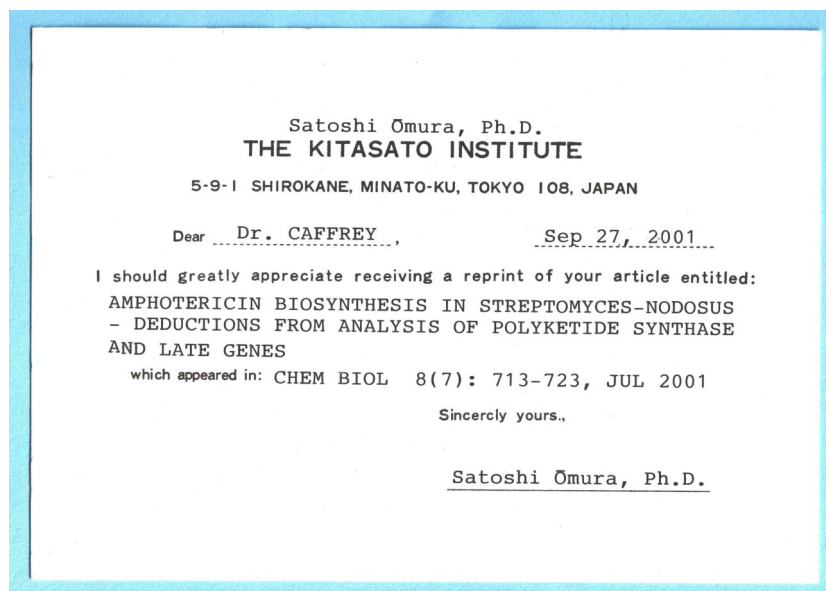 Satoshi Ōmura, Ph.D.
THE KITASATO INSTITUTE
5-9-1 SHIROKANE, MINATO-KU, TOKYO 108, JAPAN
Dear Dr. CAFFREY , Sep 27, 2001
I should greatly appreciate receiving a reprint of your article entitled:
AMPHOTERICIN BIOSYNTHESIS IN STREPTOMYCES-NODOSUS
- DEDUCTIONS FROM ANALYSIS OF POLYKETIDE SYNTHASE
AND LATE GENES
which appeared in: CHEM BIOL 8(7): 713-723, JUL 2001
Sincercly yours.,
Satoshi Ōmura, Ph.D.